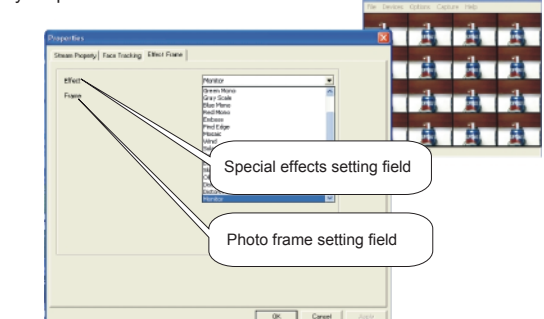 File Devices Options Capture Help
Properties
Stream Property Face Tracking Effect Frame
Effect
Monitor
Frame
Green Mono
Gray Scale
Blue Mono
Red Mono
Emboss
Find Edge
Mosaic
Wind
Special effects setting field
Monitor
Photo frame setting field
OK Cancel Apply